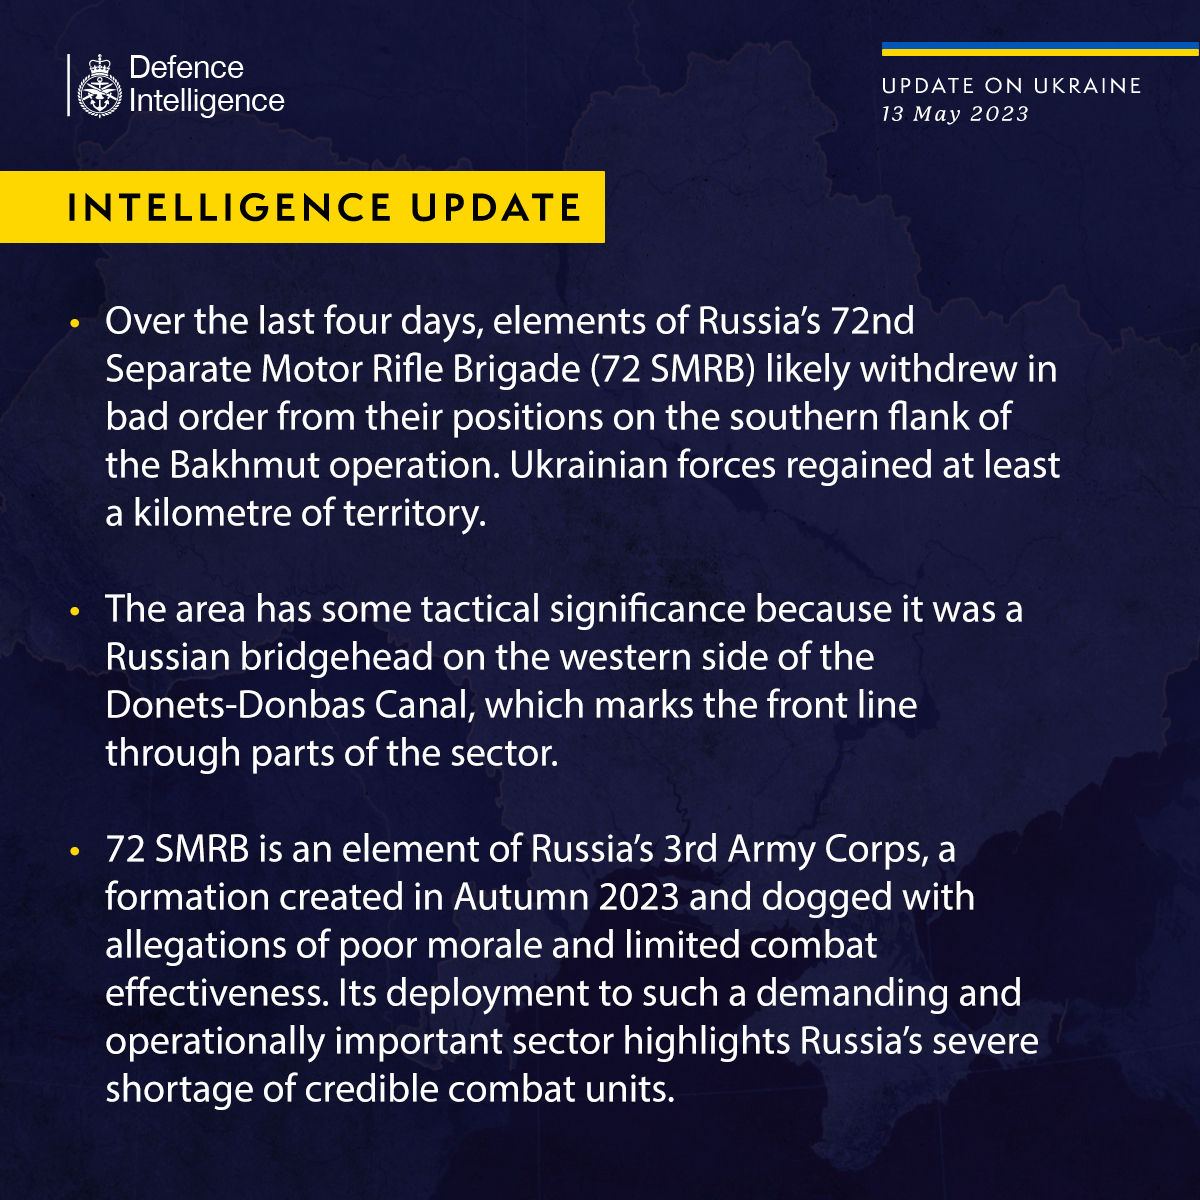 Defence
Intelligence
UPDATE ON UKRAINE
13 May 2023
INTELLIGENCE UPDATE
• Over the last four days, elements of Russia’s 72nd
Separate Motor Rifle Brigade (72 SMRB) likely withdrew in
bad order from their positions on the southern flank of
the Bakhmut operation. Ukrainian forces regained at least
a kilometre of territory.
• The area has some tactical significance because it was a
Russian bridgehead on the western side of the
Donets-Donbas Canal, which marks the front line
through parts of the sector.
• 72 SMRB is an element of Russia’s 3rd Army Corps, a
formation created in Autumn 2023 and dogged with
allegations of poor morale and limited combat
effectiveness. Its deployment to such a demanding and
operationally important sector highlights Russia’s severe
shortage of credible combat units.